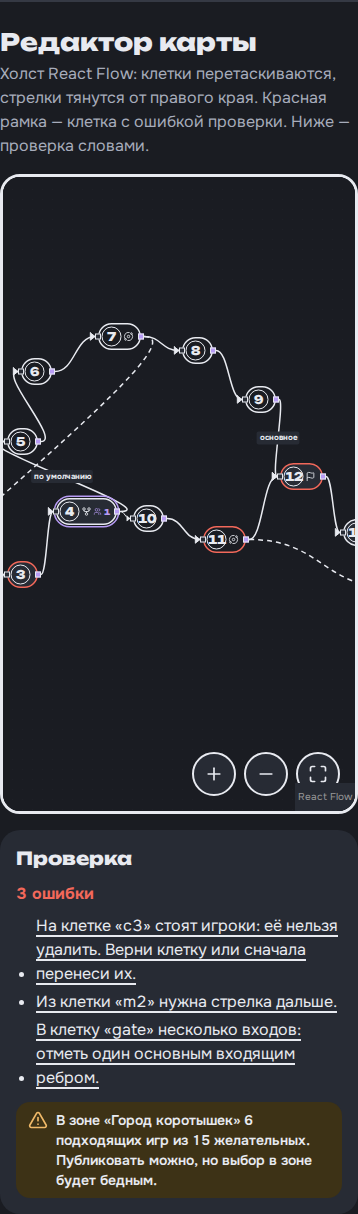 Редактор карты
Холст React Flow: клетки перетаскиваются,
стрелки тянутся от правого края. Красная
рамка — клетка с ошибкой проверки. Ниже —
проверка словами.
7
8
6
9
основное
5
12
по умолчанию
4 1
10
11
3
React Flow
Проверка
3 ошибки
На клетке «c3» стоят игроки: её нельзя
удалить. Верни клетку или сначала
перенеси их.
Из клетки «m2» нужна стрелка дальше.
В клетку «gate» несколько входов:
отметь один основным входящим
ребром.
В зоне «Город коротышек» 6
подходящих игр из 15 желательных.
Публиковать можно, но выбор в зоне
будет бедным.